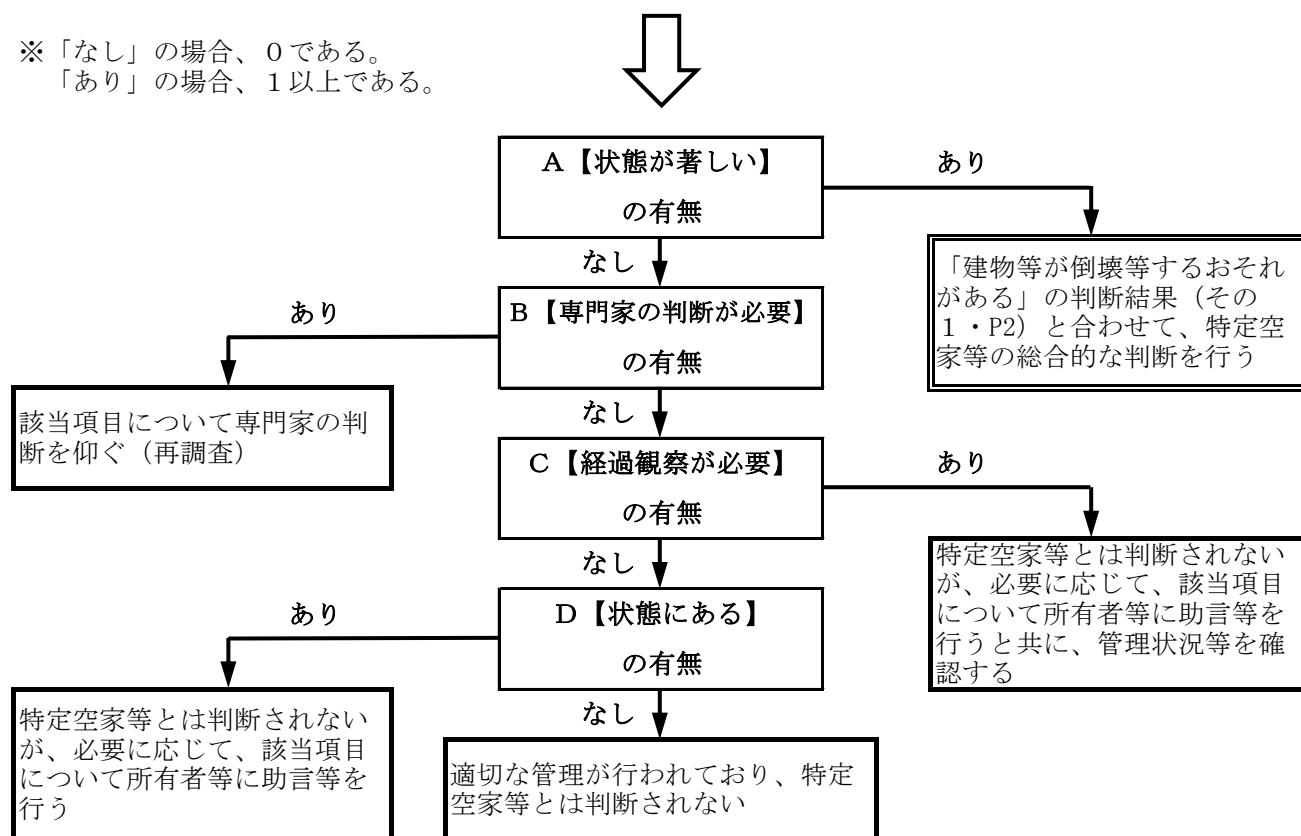 ※「なし」の場合、０である。
「あり」の場合、１以上である。
Ａ【状態が著しい】
の有無
あり
「建物等が倒壊等するおそれ
がある」の判断結果（その
１・P2）と合わせて、特定空
家等の総合的な判断を行う
なし
Ｂ【専門家の判断が必要】
の有無
あり
該当項目について専門家の判
断を仰ぐ（再調査）
なし
Ｃ【経過観察が必要】
の有無
あり
特定空家等とは判断されない
が、必要に応じて、該当項目
について所有者等に助言等を
行うと共に、管理状況等を確
認する
なし
Ｄ【状態にある】
の有無
あり
特定空家等とは判断されない
が、必要に応じて、該当項目
について所有者等に助言等を
行う
なし
適切な管理が行われており、特定
空家等とは判断されない